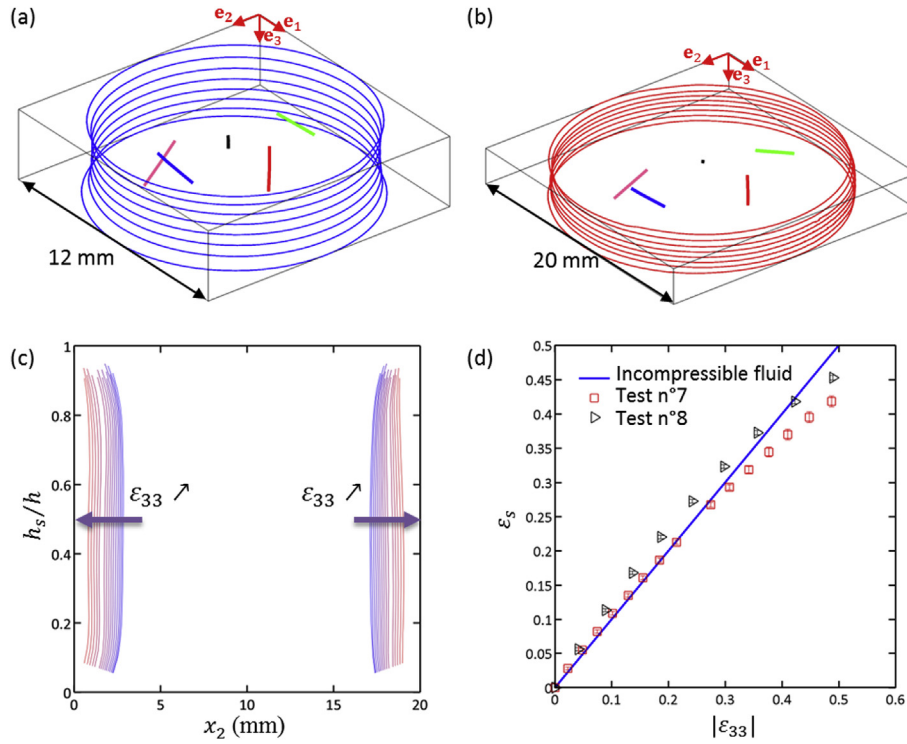 (a)
e₂
e₁
e₃
12 mm
(b)
e₂
e₁
e₃
20 mm
(c)
1
0.8
0.6
0.4
0.2
0
hₛ/h
ε₃₃ ↗
ε₃₃ ↗
0 5 10 15 20
x₂ (mm)
(d)
0.5
0.45
0.4
0.35
0.3
0.25
0.2
0.15
0.1
0.05
0
εₛ
Incompressible fluid
Test n°7
Test n°8
0 0.1 0.2 0.3 0.4 0.5 0.6
|ε₃₃|